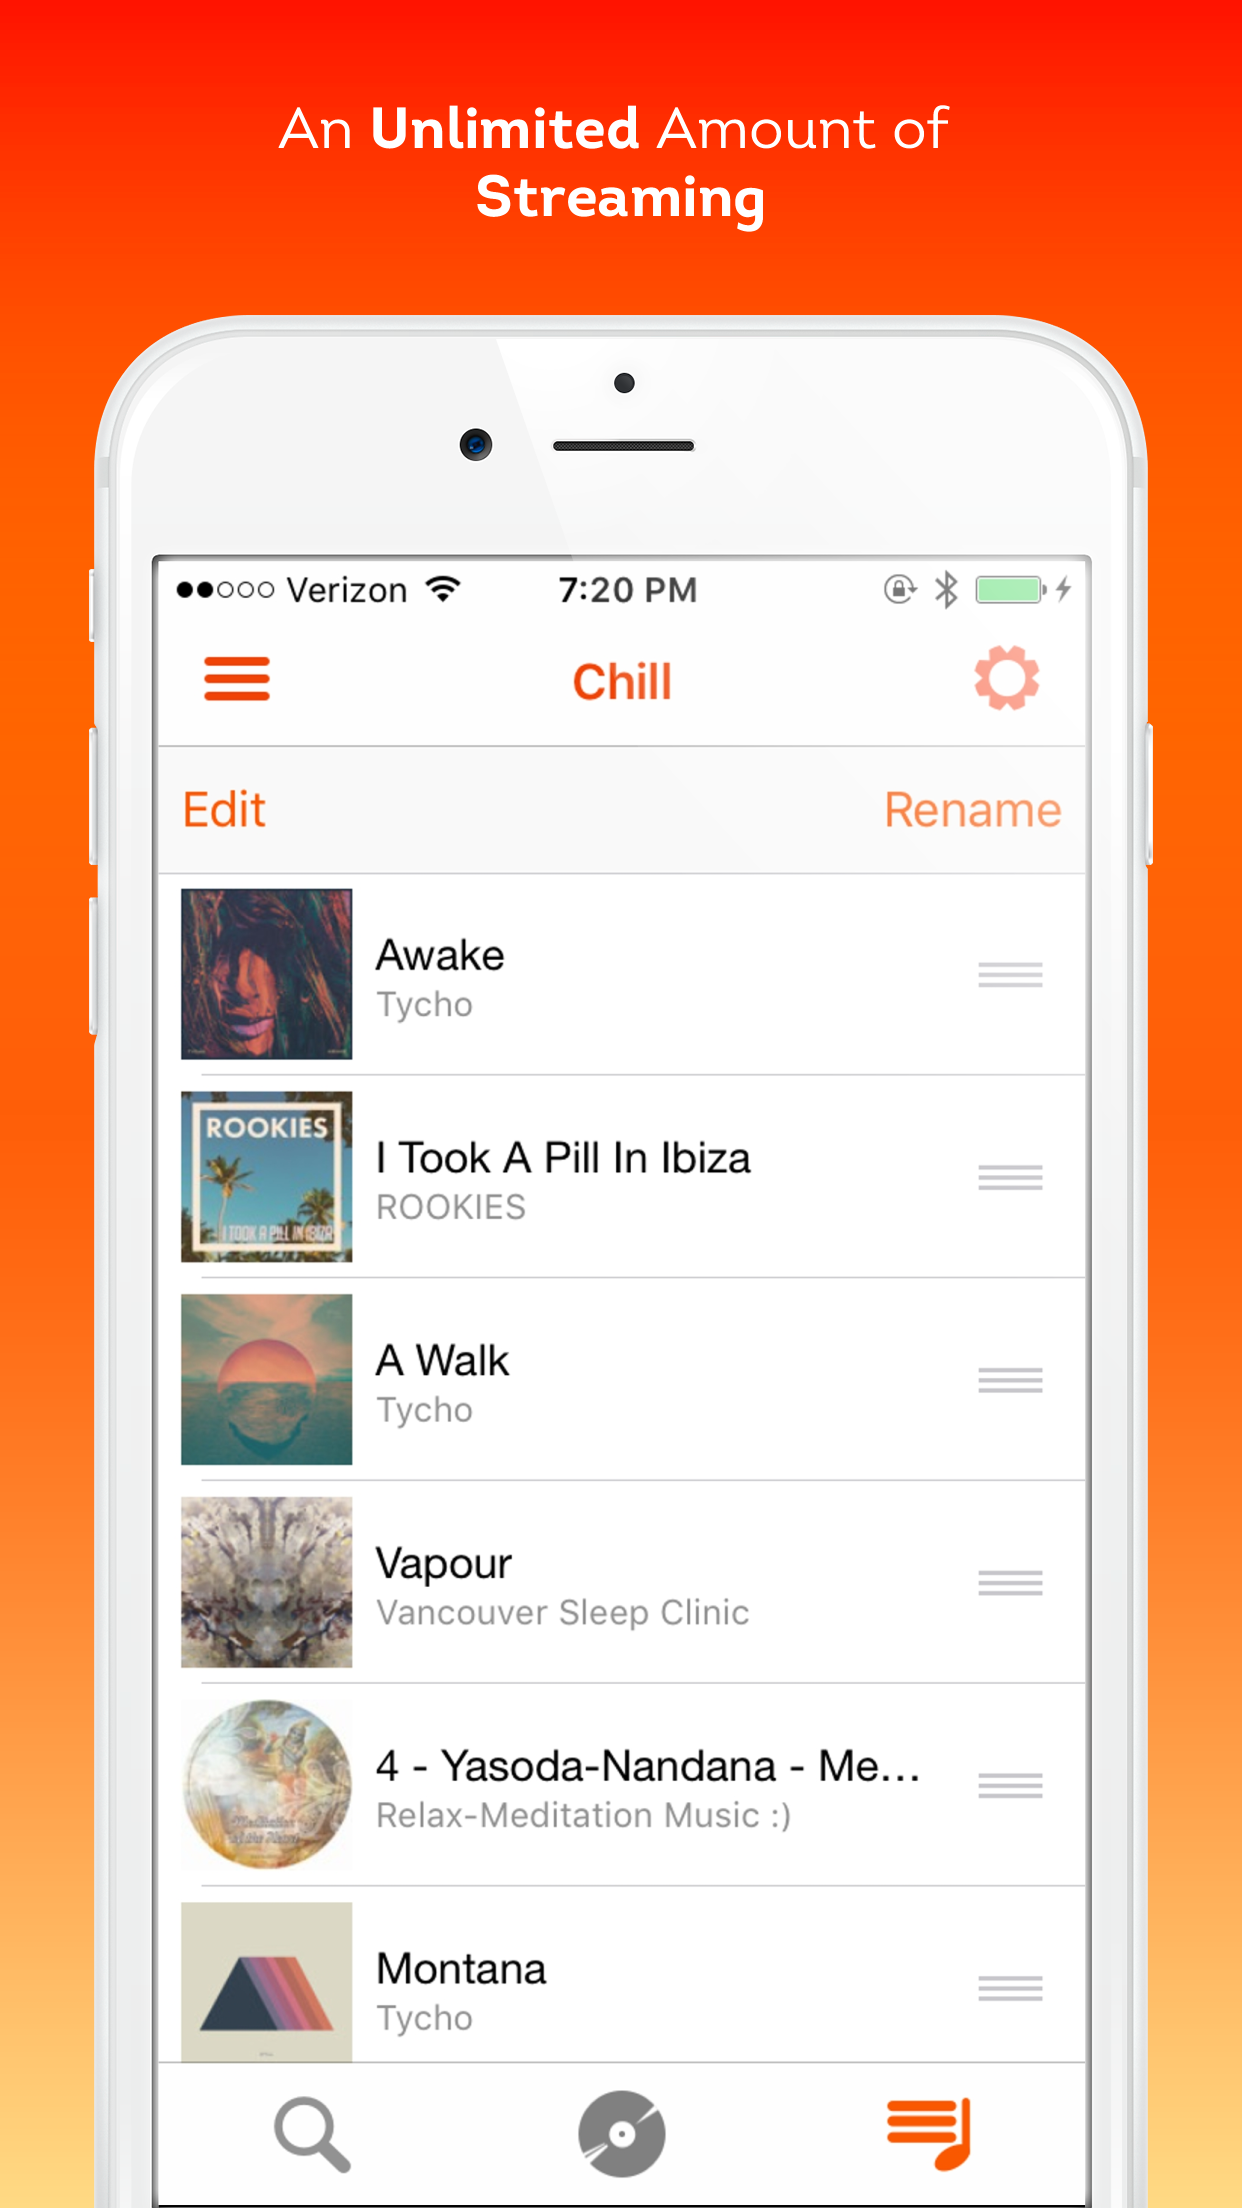 An Unlimited Amount of
Streaming
Verizon 7:20 PM
Chill
Edit Rename
Awake
Tycho
ROOKIES
I TOOK A PILL IN IBIZA
I Took A Pill In Ibiza
ROOKIES
A Walk
Tycho
Vapour
Vancouver Sleep Clinic
4 - Yasoda-Nandana - Me...
Relax-Meditation Music :)
Montana
Tycho